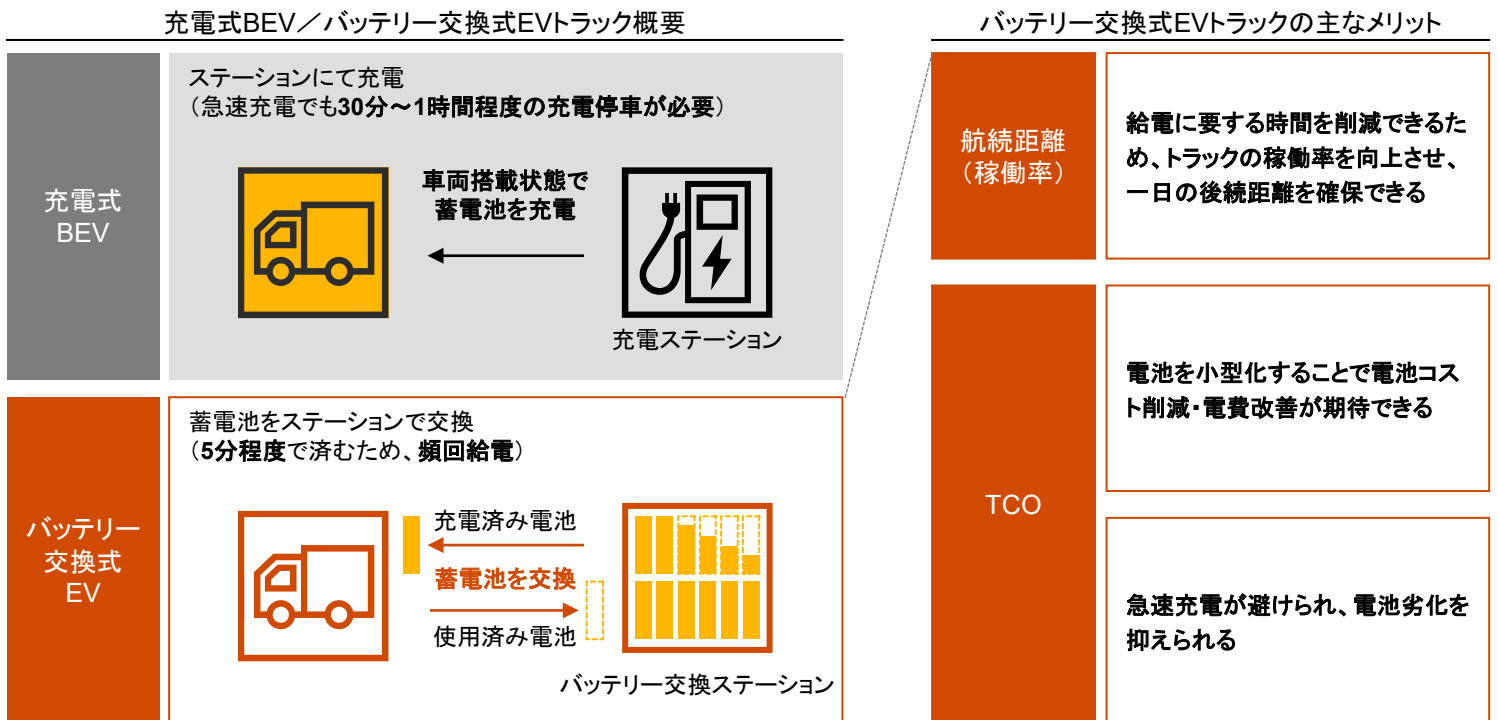 充電式BEV／バッテリー交換式EVトラック概要
充電式
BEV
ステーションにて充電
（急速充電でも30分～1時間程度の充電停車が必要）
車両搭載状態で
蓄電池を充電
充電ステーション
バッテリー
交換式
EV
蓄電池をステーションで交換
（5分程度で済むため、頻回給電）
充電済み電池
蓄電池を交換
使用済み電池
バッテリー交換ステーション
バッテリー交換式EVトラックの主なメリット
航続距離
（稼働率）
給電に要する時間を削減できるた
め、トラックの稼働率を向上させ、
一日の後続距離を確保できる
TCO
電池を小型化することで電池コス
ト削減・電費改善が期待できる
急速充電が避けられ、電池劣化を
抑えられる